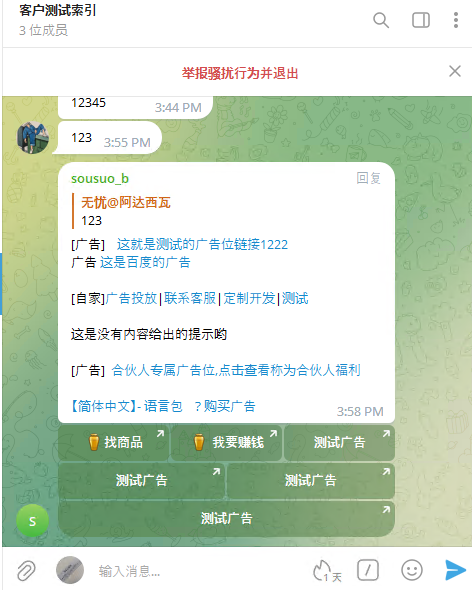 客户测试索引
3 位成员
举报骚扰行为并退出
12345 3:44 PM
123 3:55 PM
sousuo_b 回复
无忧@阿达西瓦
123
[广告] 这就是测试的广告位链接1222
广告 这是百度的广告
[自家]广告投放|联系客服|定制开发|测试
这是没有内容给出的提示哟
[广告] 合伙人专属广告位,点击查看称为合伙人福利
【简体中文】- 语言包 ? 购买广告 3:58 PM
找商品 我要赚钱 测试广告
测试广告 测试广告
测试广告
S
输入消息... 1 天